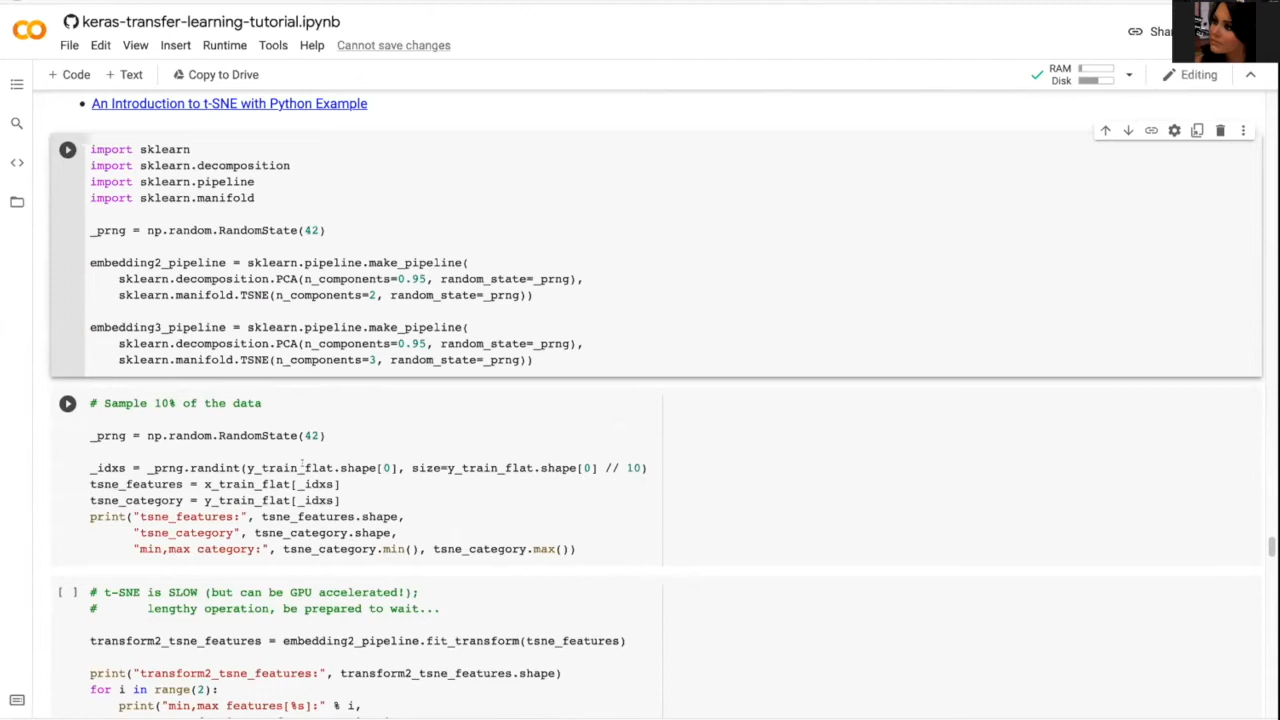 keras-transfer-learning-tutorial.ipynb
File Edit View Insert Runtime Tools Help Cannot save changes
+ Code + Text Copy to Drive
RAM
Disk
Editing
• An Introduction to t-SNE with Python Example
import sklearn
import sklearn.decomposition
import sklearn.pipeline
import sklearn.manifold
_prng = np.random.RandomState(42)
embedding2_pipeline = sklearn.pipeline.make_pipeline(
sklearn.decomposition.PCA(n_components=0.95, random_state=_prng),
sklearn.manifold.TSNE(n_components=2, random_state=_prng))
embedding3_pipeline = sklearn.pipeline.make_pipeline(
sklearn.decomposition.PCA(n_components=0.95, random_state=_prng),
sklearn.manifold.TSNE(n_components=3, random_state=_prng))
# Sample 10% of the data
_prng = np.random.RandomState(42)
_idxs = _prng.randint(y_train_flat.shape[0], size=y_train_flat.shape[0] // 10)
tsne_features = x_train_flat[_idxs]
tsne_category = y_train_flat[_idxs]
print("tsne_features:", tsne_features.shape,
"tsne_category", tsne_category.shape,
"min,max category:", tsne_category.min(), tsne_category.max())
[ ] # t-SNE is SLOW (but can be GPU accelerated!);
# lengthy operation, be prepared to wait...
transform2_tsne_features = embedding2_pipeline.fit_transform(tsne_features)
print("transform2_tsne_features:", transform2_tsne_features.shape)
for i in range(2):
print("min,max features[%s]:" % i,